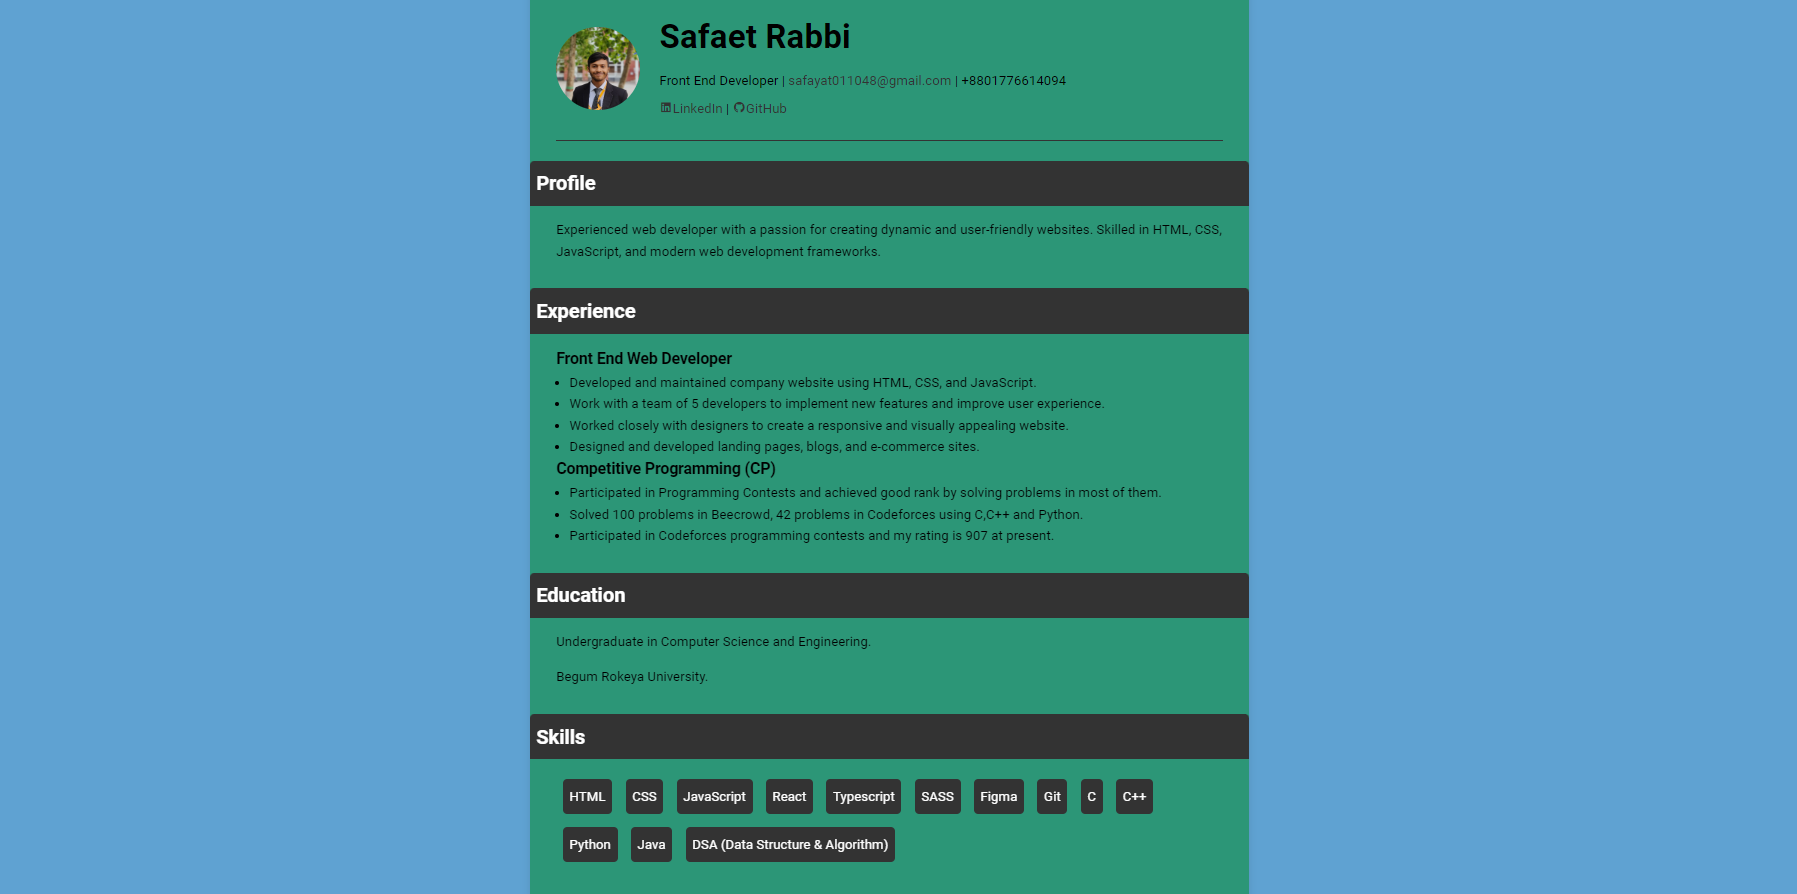 Safaet Rabbi
Front End Developer | safayat011048@gmail.com | +8801776614094
LinkedIn | GitHub
Profile
Experienced web developer with a passion for creating dynamic and user-friendly websites. Skilled in HTML, CSS,
JavaScript, and modern web development frameworks.
Experience
Front End Web Developer
• Developed and maintained company website using HTML, CSS, and JavaScript.
• Work with a team of 5 developers to implement new features and improve user experience.
• Worked closely with designers to create a responsive and visually appealing website.
• Designed and developed landing pages, blogs, and e-commerce sites.
Competitive Programming (CP)
• Participated in Programming Contests and achieved good rank by solving problems in most of them.
• Solved 100 problems in Beecrowd, 42 problems in Codeforces using C,C++ and Python.
• Participated in Codeforces programming contests and my rating is 907 at present.
Education
Undergraduate in Computer Science and Engineering.
Begum Rokeya University.
Skills
HTML CSS JavaScript React Typescript SASS Figma Git C C++
Python Java DSA (Data Structure & Algorithm)